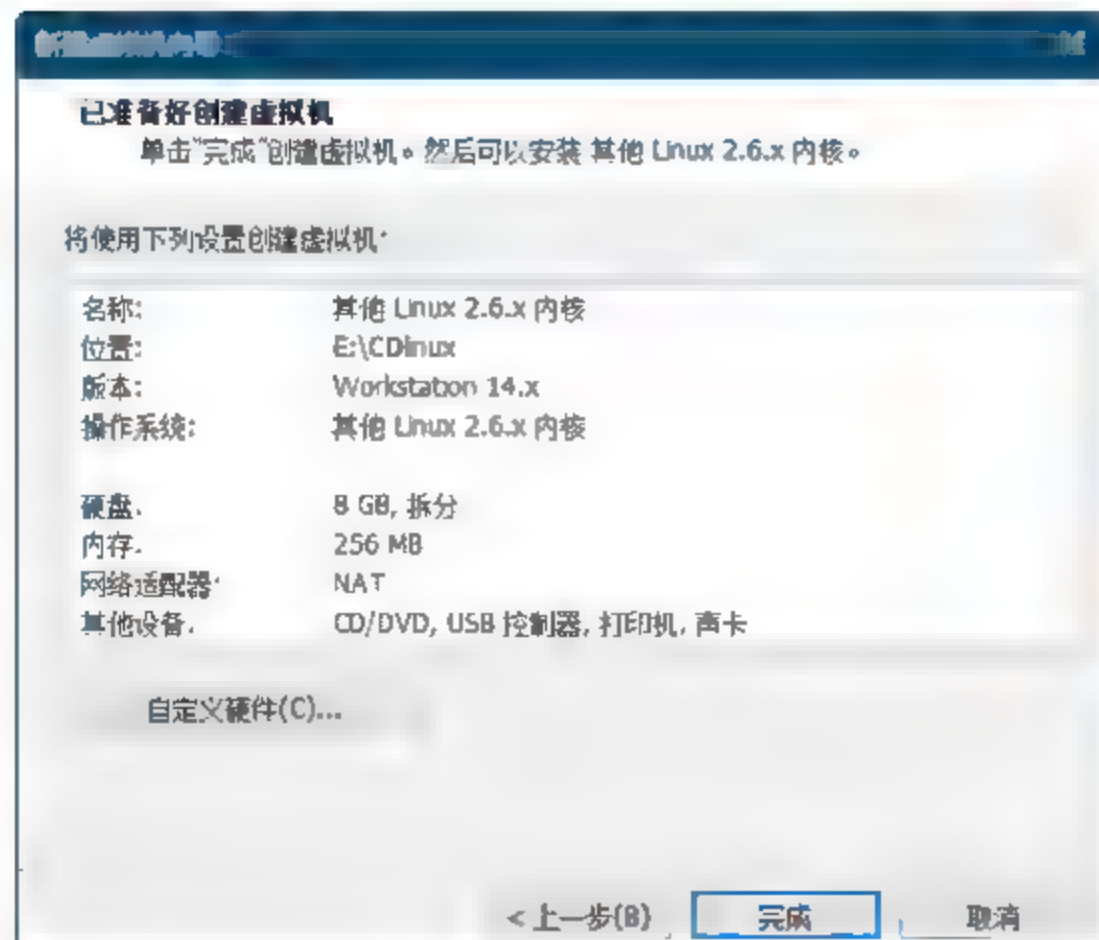 已准备好创建虚拟机
单击"完成"创建虚拟机。然后可以安装 其他 Linux 2.6.x 内核。
将使用下列设置创建虚拟机:
名称: 其他 Linux 2.6.x 内核
位置: E:\CDlinux
版本: Workstation 14.x
操作系统: 其他 Linux 2.6.x 内核
硬盘: 8 GB, 拆分
内存: 256 MB
网络适配器: NAT
其他设备: CD/DVD, USB 控制器, 打印机, 声卡
自定义硬件(C)...
< 上一步(B) 完成 取消